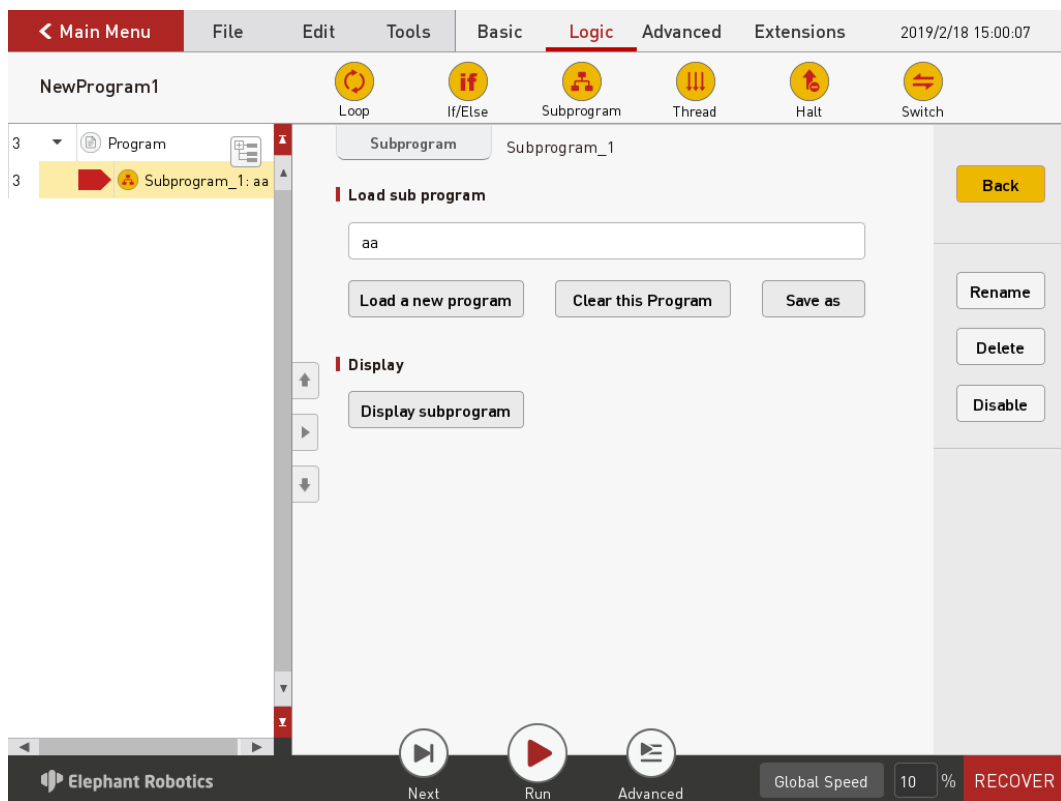 Main Menu File Edit Tools Basic Logic Advanced Extensions 2019/2/18 15:00:07
NewProgram1
if
Loop If/Else Subprogram Thread Halt Switch
3 Program
3 Subprogram_1: aa
Subprogram Subprogram_1
Load sub program
aa
Load a new program Clear this Program Save as
Display
Display subprogram
Back
Rename
Delete
Disable
Elephant Robotics
Next Run Advanced
Global Speed 10 % RECOVER